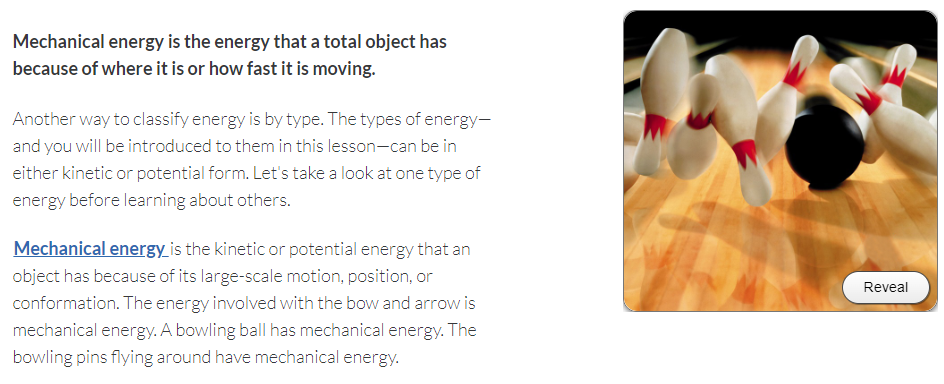 Mechanical energy is the energy that a total object has
because of where it is or how fast it is moving.
Another way to classify energy is by type. The types of energy—
and you will be introduced to them in this lesson—can be in
either kinetic or potential form. Let's take a look at one type of
energy before learning about others.
Mechanical energy is the kinetic or potential energy that an
object has because of its large-scale motion, position, or
conformation. The energy involved with the bow and arrow is
mechanical energy. A bowling ball has mechanical energy. The
bowling pins flying around have mechanical energy.
Reveal